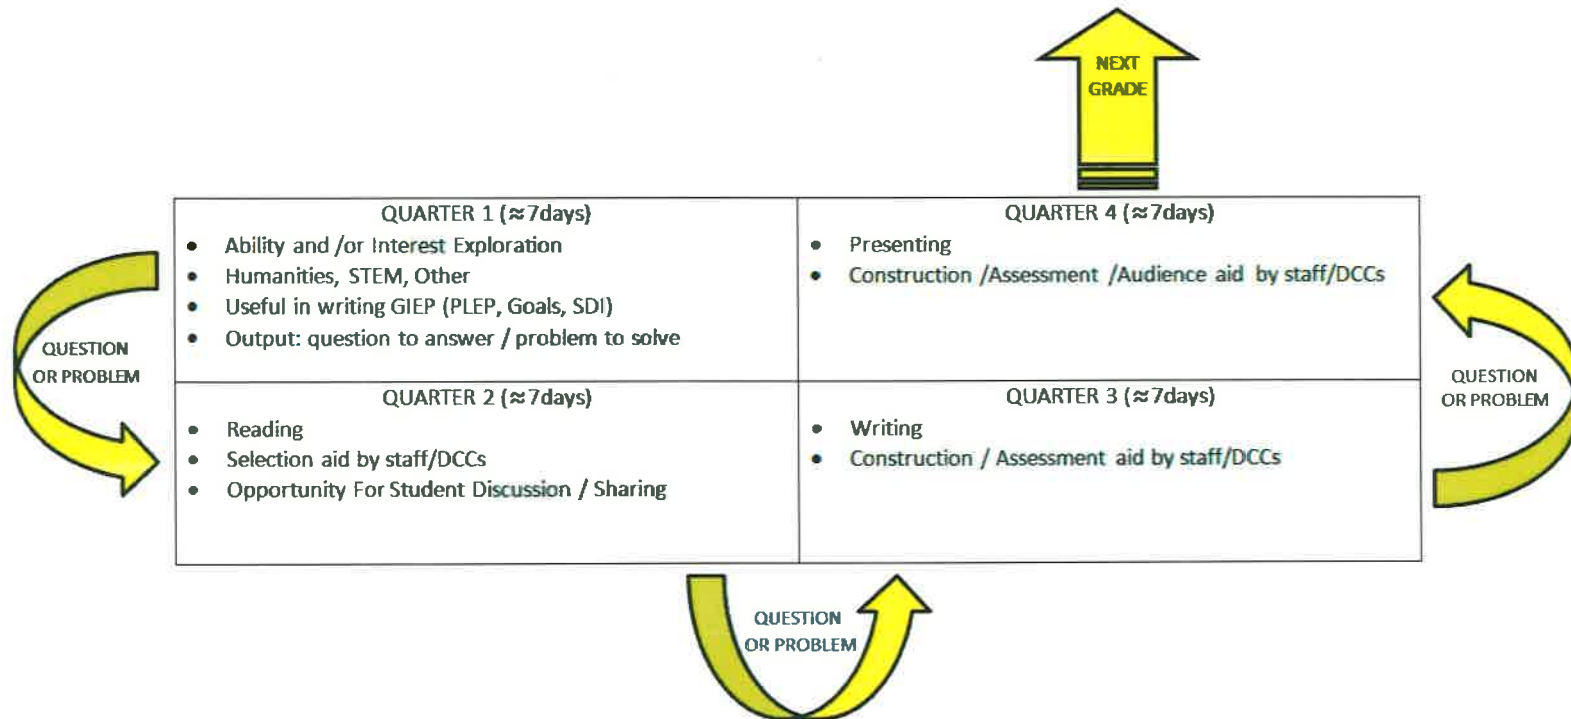 NEXT
GRADE
QUARTER 1 (≈7days)
• Ability and /or Interest Exploration
• Humanities, STEM, Other
• Useful in writing GIEP (PLEP, Goals, SDI)
• Output: question to answer / problem to solve
QUARTER 4 (≈7days)
• Presenting
• Construction /Assessment /Audience aid by staff/DCCs
QUESTION
OR PROBLEM
QUARTER 2 (≈7days)
• Reading
• Selection aid by staff/DCCs
• Opportunity For Student Discussion / Sharing
QUARTER 3 (≈7days)
• Writing
• Construction / Assessment aid by staff/DCCs
QUESTION
OR PROBLEM
QUESTION
OR PROBLEM